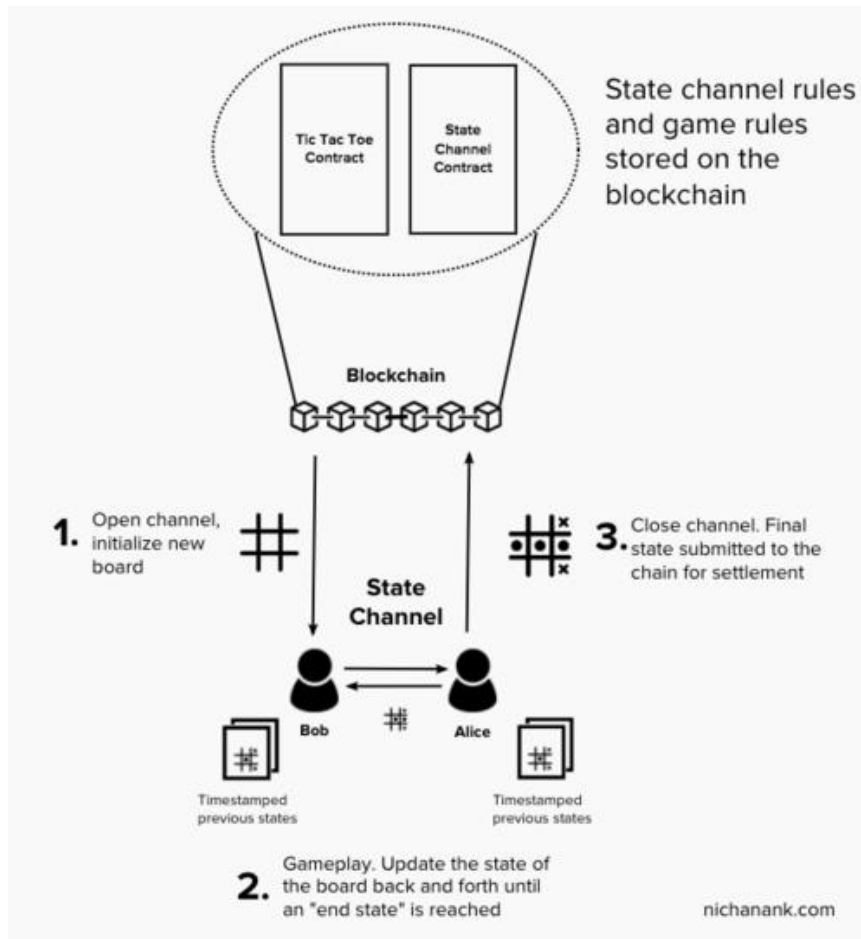 Tic Tac Toe
Contract
State
Channel
Contract
State channel rules
and game rules
stored on the
blockchain
Blockchain
1.
Open channel,
initialize new
board
State
Channel
3.
Close channel. Final
state submitted to the
chain for settlement
Bob
Alice
Timestamped
previous states
Timestamped
previous states
2.
Gameplay. Update the state of
the board back and forth until
an "end state" is reached
nichanank.com